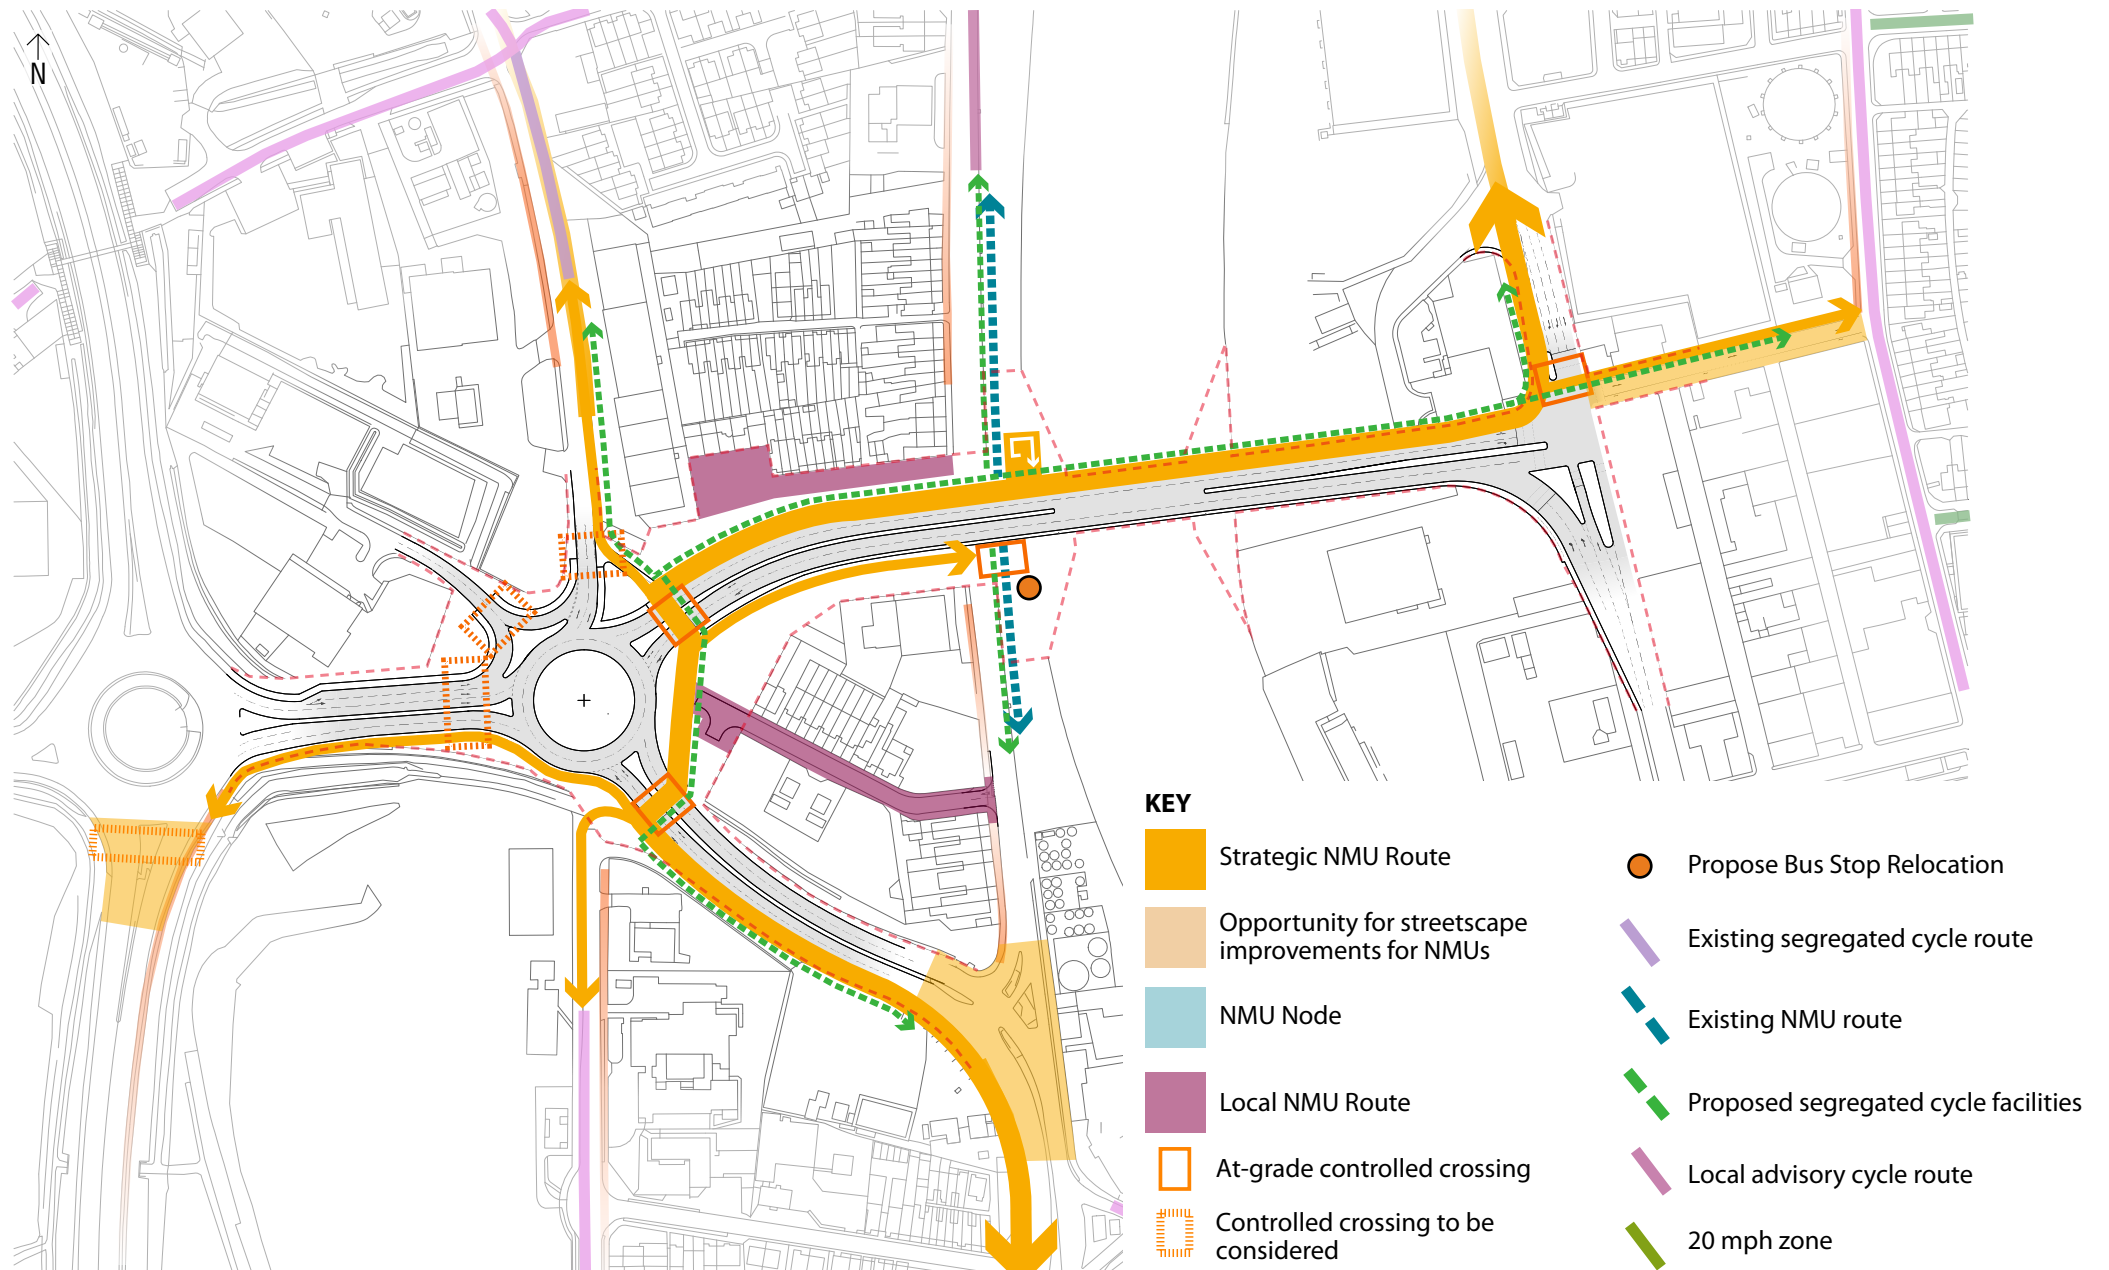 N
KEY
Strategic NMU Route
Opportunity for streetscape
improvements for NMUs
NMU Node
Local NMU Route
At-grade controlled crossing
Controlled crossing to be
considered
Propose Bus Stop Relocation
Existing segregated cycle route
Existing NMU route
Proposed segregated cycle facilities
Local advisory cycle route
20 mph zone